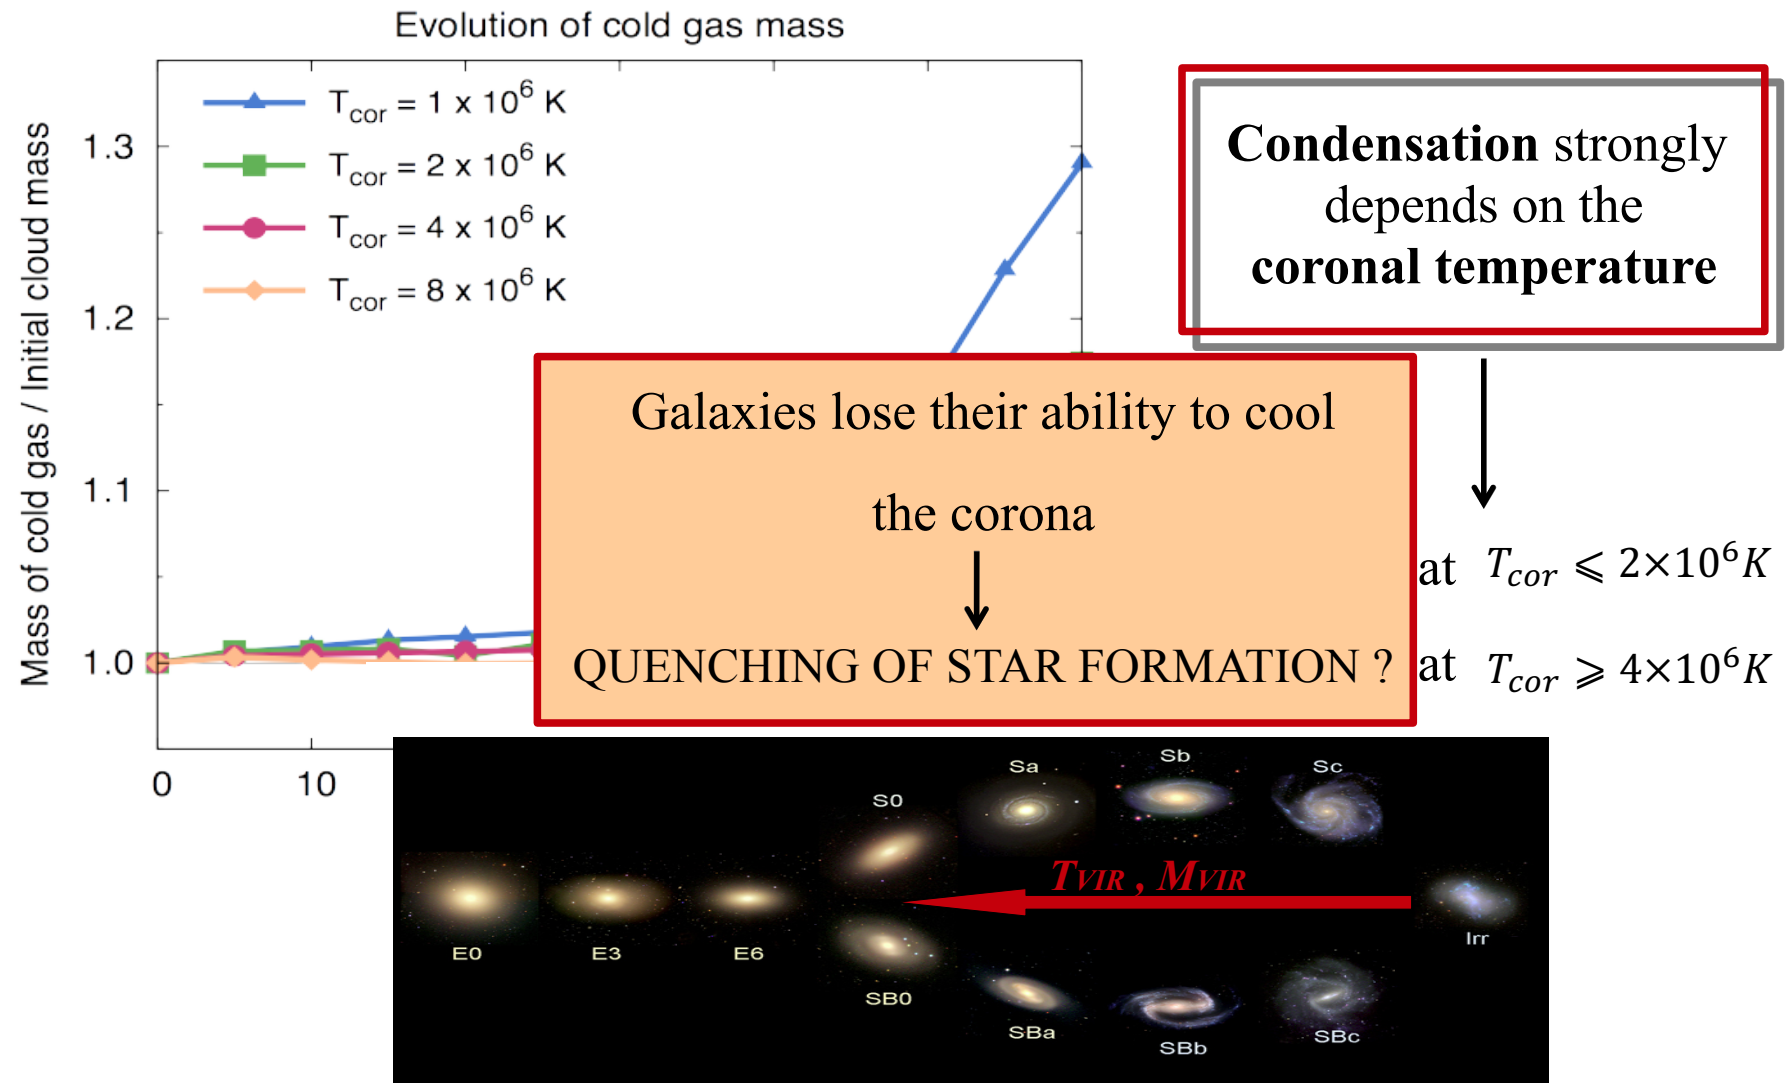 Evolution of cold gas mass
Mass of cold gas / Initial cloud mass
T_cor = 1 x 10^6 K
T_cor = 2 x 10^6 K
T_cor = 4 x 10^6 K
T_cor = 8 x 10^6 K
1.3
1.2
1.1
1.0
0
10
Condensation strongly
depends on the
coronal temperature
Galaxies lose their ability to cool
the corona
QUENCHING OF STAR FORMATION ?
at T_cor ⩽ 2×10^6K
at T_cor ⩾ 4×10^6K
Sa
Sb
Sc
S0
T_VIR , M_VIR
E0
E3
E6
Irr
SB0
SBa
SBb
SBc